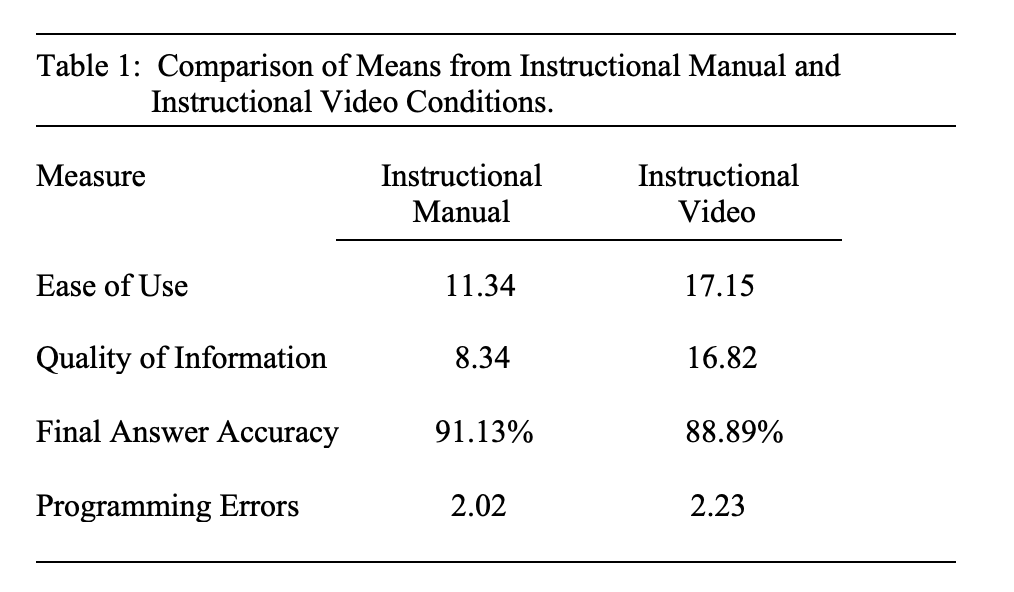 Table 1:  Comparison of Means from Instructional Manual and
Instructional Video Conditions.
Measure Instructional Instructional
Manual Video
Ease of Use 11.34 17.15
Quality of Information 8.34 16.82
Final Answer Accuracy 91.13% 88.89%
Programming Errors 2.02 2.23